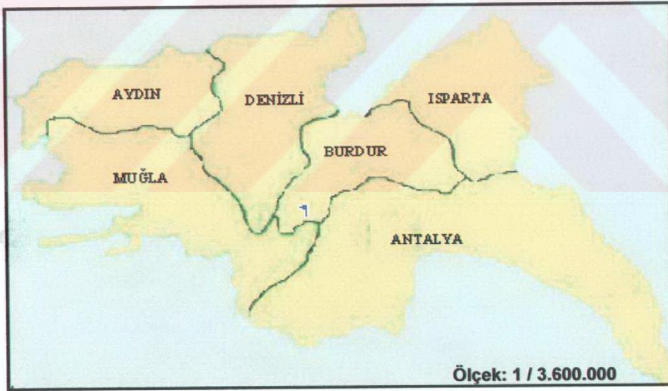 AYDIN
DENİZLİ
ISPARTA
BURDUR
MUĞLA
ANTALYA
Ölçek: 1 / 3.600.000